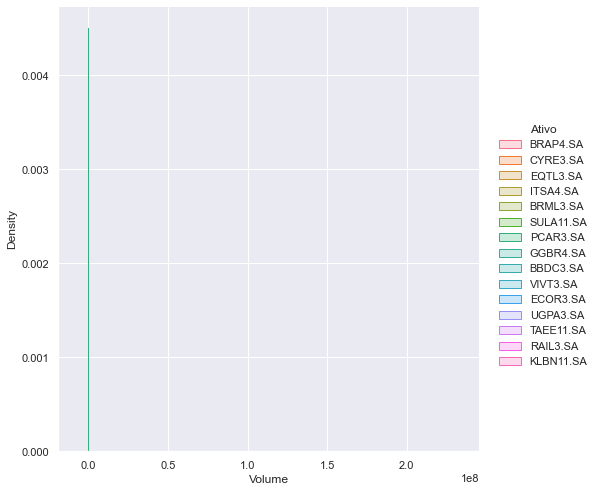 0.004
0.003
0.002
0.001
0.000
Density
0.0
0.5
1.0
1.5
2.0
1e8
Volume
Ativo
BRAP4.SA
CYRE3.SA
EQTL3.SA
ITSA4.SA
BRML3.SA
SULA11.SA
PCAR3.SA
GGBR4.SA
BBDC3.SA
VIVT3.SA
ECOR3.SA
UGPA3.SA
TAEE11.SA
RAIL3.SA
KLBN11.SA